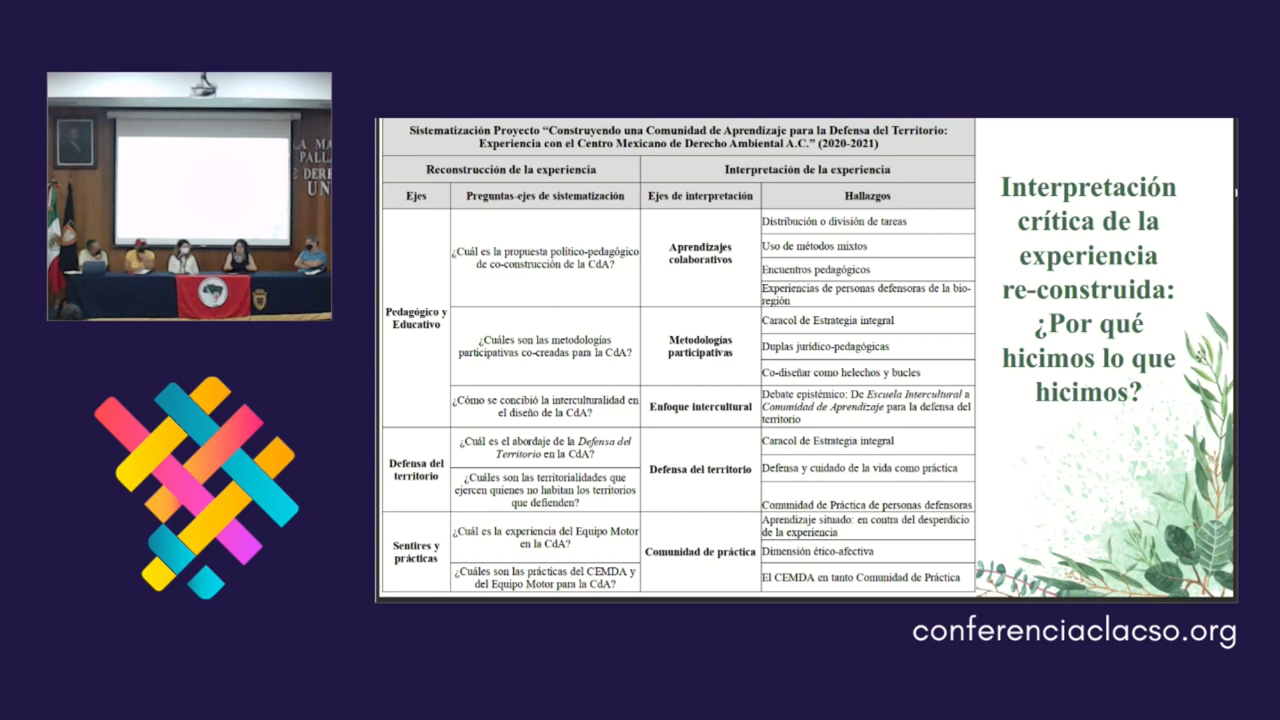 LA MA
PALL
DE DERE
UN
Sistematización Proyecto “Construyendo una Comunidad de Aprendizaje para la Defensa del Territorio:
Experiencia con el Centro Mexicano de Derecho Ambiental A.C.” (2020-2021)
Reconstrucción de la experiencia
Interpretación de la experiencia
Ejes
Preguntas-ejes de sistematización
Ejes de interpretación
Hallazgos
Pedagógico y
Educativo
¿Cuál es la propuesta político-pedagógico
de co-construcción de la CdA?
Aprendizajes
colaborativos
Distribución o división de tareas
Uso de métodos mixtos
Encuentros pedagógicos
Experiencias de personas defensoras de la bio-
región
¿Cuáles son las metodologías
participativas co-creadas para la CdA?
Metodologías
participativas
Caracol de Estrategia integral
Duplas jurídico-pedagógicas
Co-diseñar como helechos y bucles
¿Cómo se concibió la interculturalidad en
el diseño de la CdA?
Enfoque intercultural
Debate epistémico: De Escuela Intercultural a
Comunidad de Aprendizaje para la defensa del
territorio
Defensa del
territorio
¿Cuál es el abordaje de la Defensa del
Territorio en la CdA?
¿Cuáles son las territorialidades que
ejercen quienes no habitan los territorios
que defienden?
Defensa del territorio
Caracol de Estrategia integral
Defensa y cuidado de la vida como práctica
Comunidad de Práctica de personas defensoras
Sentires y
prácticas
¿Cuál es la experiencia del Equipo Motor
en la CdA?
¿Cuáles son las prácticas del CEMDA y
del Equipo Motor para la CdA?
Comunidad de práctica
Aprendizaje situado: en contra del desperdicio
de la experiencia
Dimensión ético-afectiva
El CEMDA en tanto Comunidad de Práctica
Interpretación
crítica de la
experiencia
re-construida:
¿Por qué
hicimos lo que
hicimos?
conferenciaclacso.org